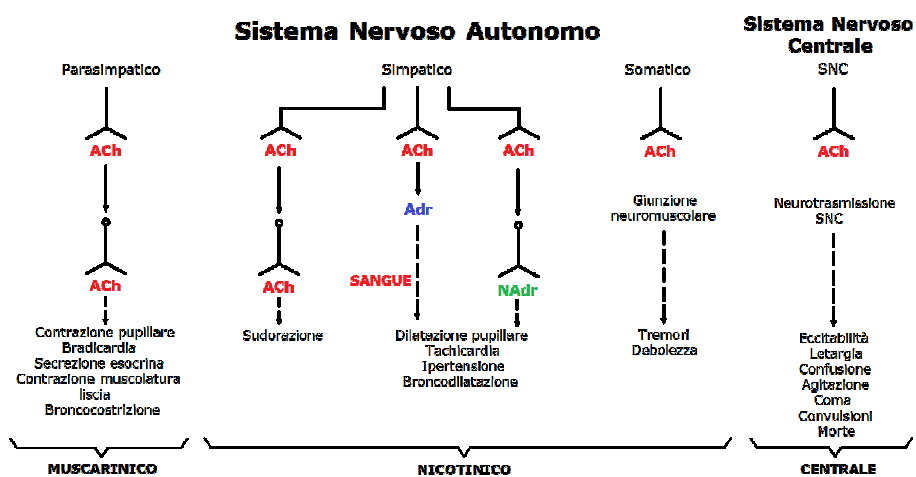 Sistema Nervoso Autonomo
Sistema Nervoso
Centrale
Parasimpatico
Simpatico
Somatico
SNC
ACh
ACh
ACh
ACh
ACh
ACh
Adr
Giunzione
neuromuscolare
Neurotrasmissione
SNC
ACh
ACh
SANGUE
NAdr
Contrazione pupillare
Bradicardia
Secrezione esocrina
Contrazione muscolatura
liscia
Broncocostrizione
Sudorazione
Dilatazione pupillare
Tachicardia
Ipertensione
Broncodilatazione
Tremori
Debolezza
Eccitabilità
Letargia
Confusione
Agitazione
Coma
Convulsioni
Morte
MUSCARINICO
NICOTINICO
CENTRALE